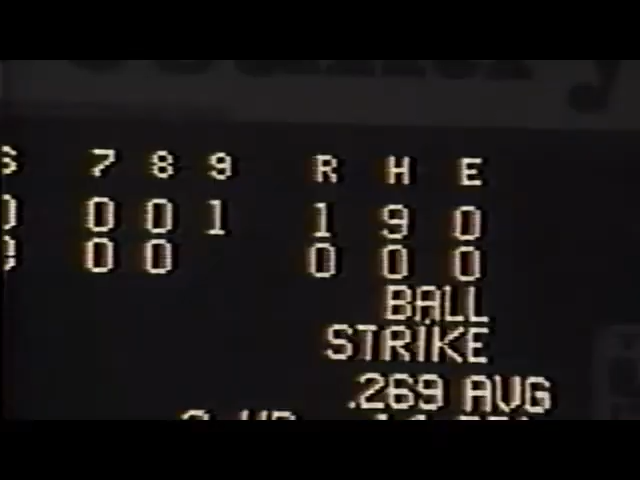 7 8 9 R H E
0 0 1 1 9 0
0 0 0 0 0
BALL
STRIKE
.269 AVG